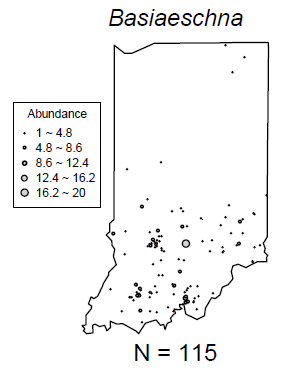 Basiaeschna
Abundance
1 ~ 4.8
4.8 ~ 8.6
8.6 ~ 12.4
12.4 ~ 16.2
16.2 ~ 20
N = 115